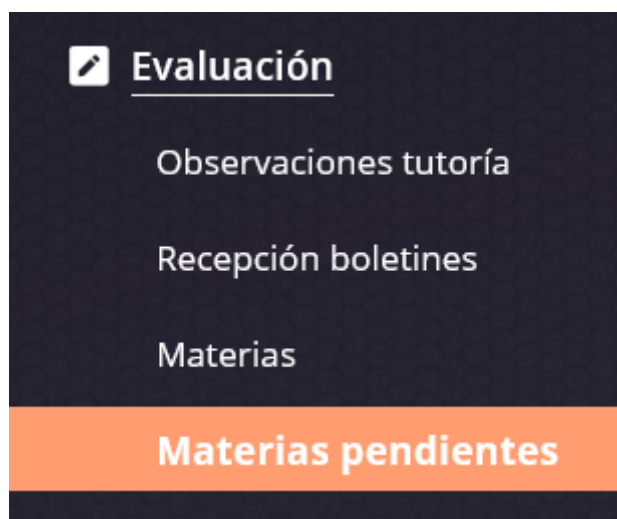 Evaluación
Observaciones tutoría
Recepción boletines
Materias
Materias pendientes